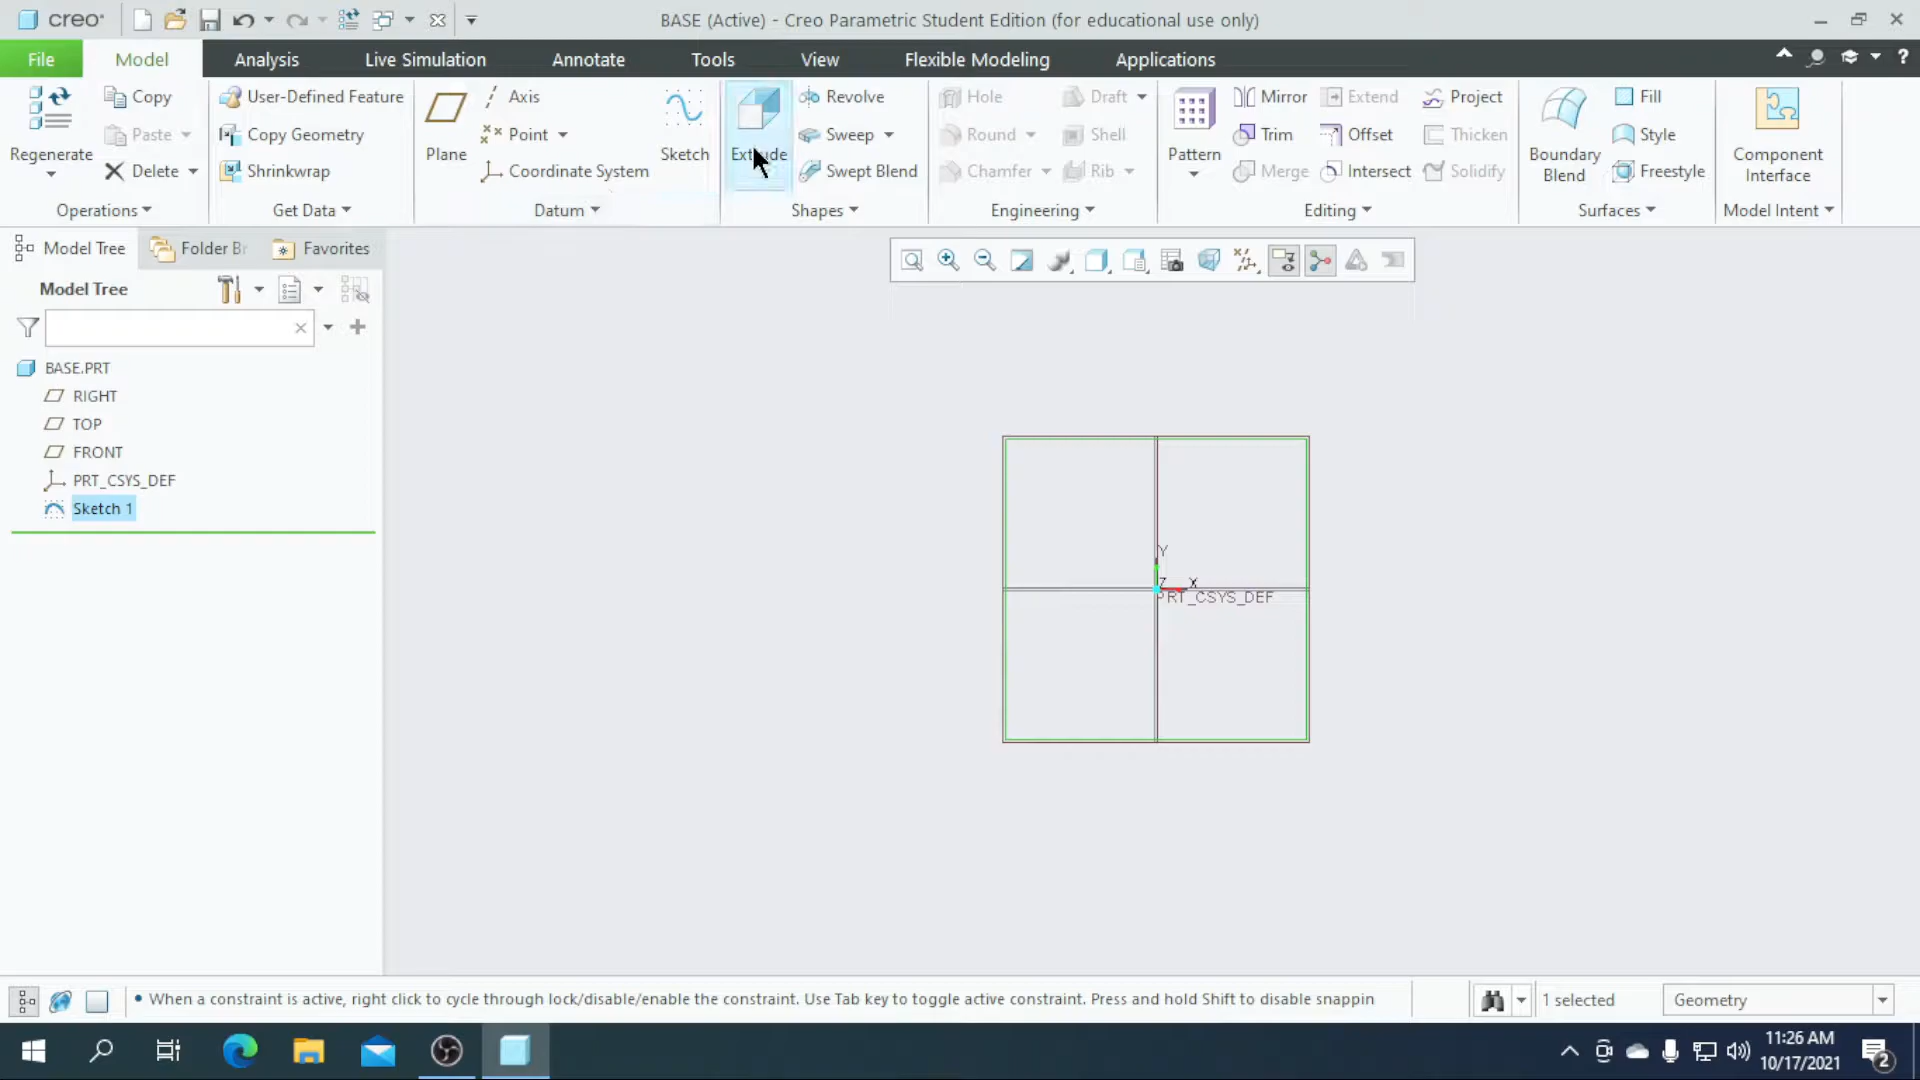 creo
BASE (Active) - Creo Parametric Student Edition (for educational use only)
File
Model
Analysis
Live Simulation
Annotate
Tools
View
Flexible Modeling
Applications
Regenerate
Copy
Paste
Delete
Operations
User-Defined Feature
Copy Geometry
Shrinkwrap
Get Data
Plane
Axis
Point
Coordinate System
Sketch
Datum
Extrude
Revolve
Sweep
Swept Blend
Shapes
Hole
Round
Chamfer
Draft
Shell
Rib
Engineering
Pattern
Mirror
Trim
Merge
Extend
Offset
Intersect
Project
Thicken
Solidify
Editing
Boundary
Blend
Fill
Style
Freestyle
Surfaces
Component
Interface
Model Intent
Model Tree
Folder Br
Favorites
Model Tree
BASE.PRT
RIGHT
TOP
FRONT
PRT_CSYS_DEF
Sketch 1
Y
Z
X
PRT_CSYS_DEF
• When a constraint is active, right click to cycle through lock/disable/enable the constraint. Use Tab key to toggle active constraint. Press and hold Shift to disable snappin
1 selected
Geometry
11:26 AM
10/17/2021
2